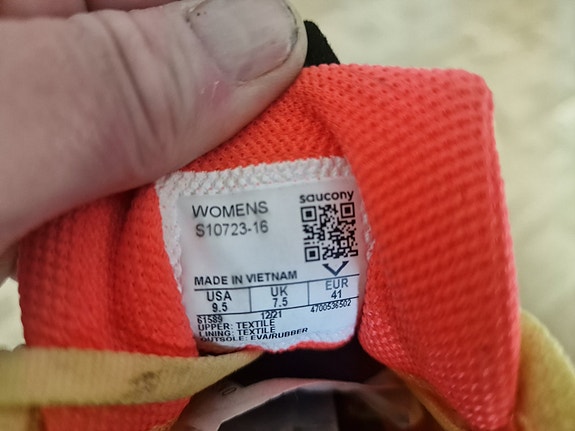 saucony
WOMENS
S10723-16
MADE IN VIETNAM
USA UK EUR
9.5 7.5 41
61589 12/21 4700536502
UPPER: TEXTILE
LINING: TEXTILE
OUTSOLE: EVA/RUBBER